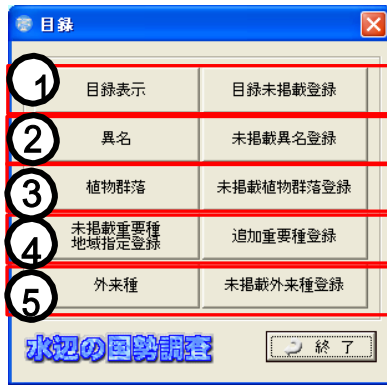 目録
1
目録表示 目録未掲載登録
2
異名 未掲載異名登録
3
植物群落 未掲載植物群落登録
4
未掲載重要種
地域指定登録
追加重要種登録
5
外来種 未掲載外来種登録
水辺の国勢調査
終了